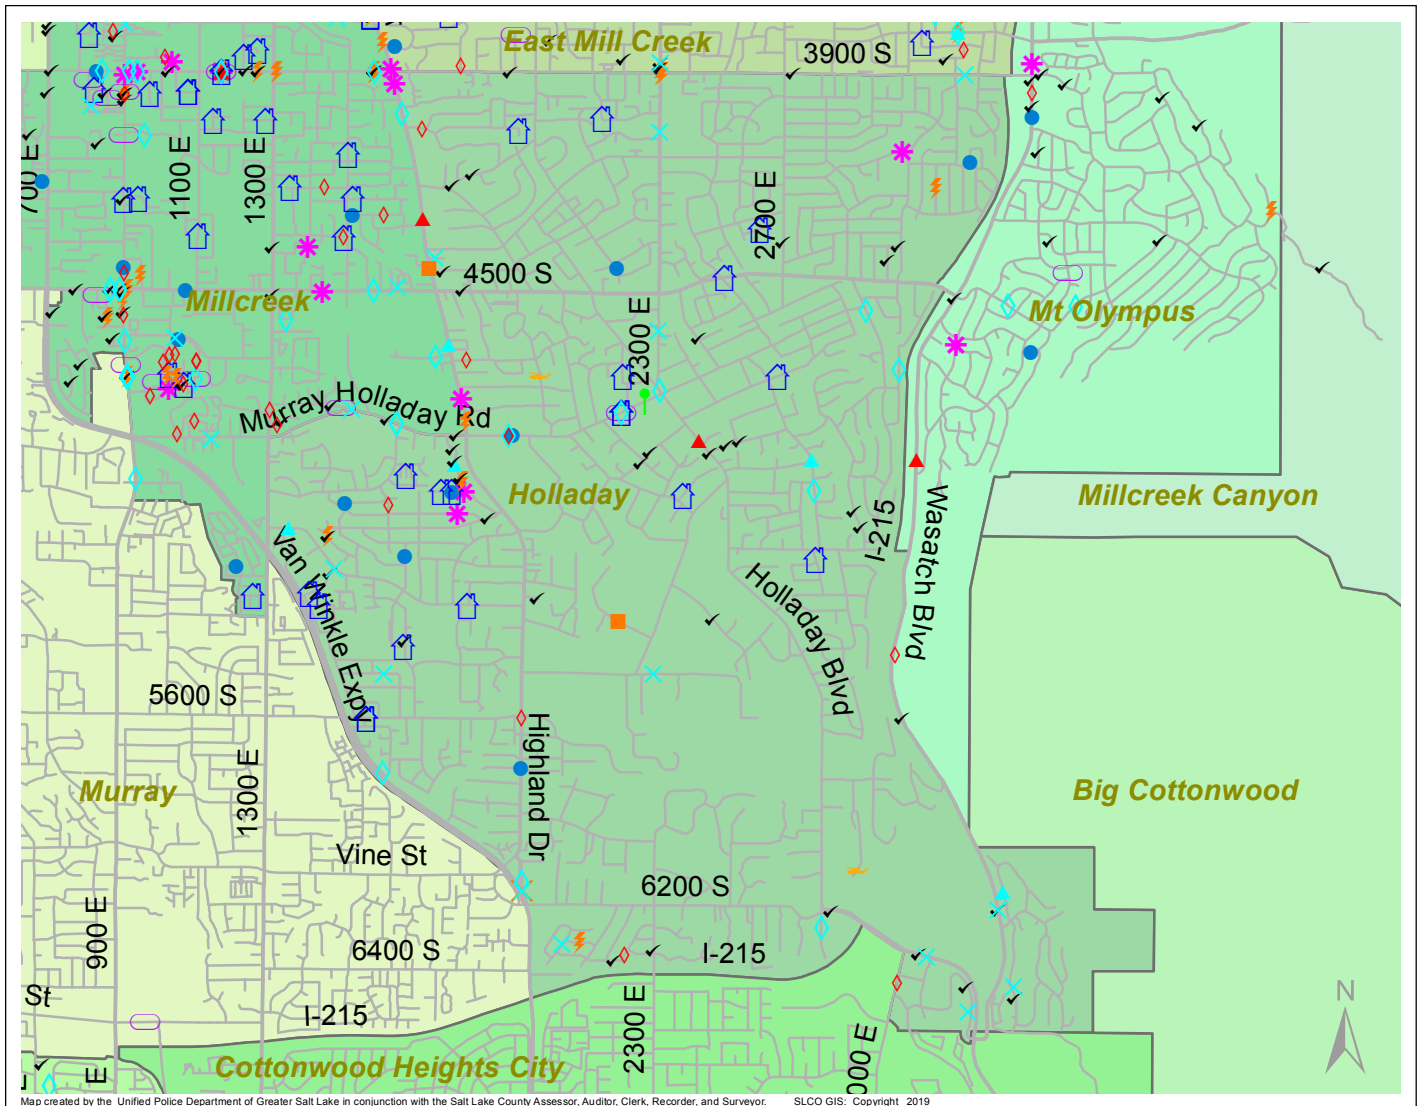 East Mill Creek
3900 S
700 E
1100 E
1300 E
2700 E
4500 S
Millcreek
2300 E
Mt Olympus
Murray Holladay Rd
Holladay
Millcreek Canyon
I-215
Wasatch Blvd
Van Winkle Expy
Holladay Blvd
5600 S
Highland Dr
Murray
1300 E
Big Cottonwood
Vine St
6200 S
900 E
6400 S
I-215
St
I-215
2300 E
N
000 E
Cottonwood Heights City
E
Map created by the Unified Police Department of Greater Salt Lake in conjunction with the Salt Lake County Assessor, Auditor, Clerk, Recorder, and Surveyor. SLCO GIS: Copyright 2019